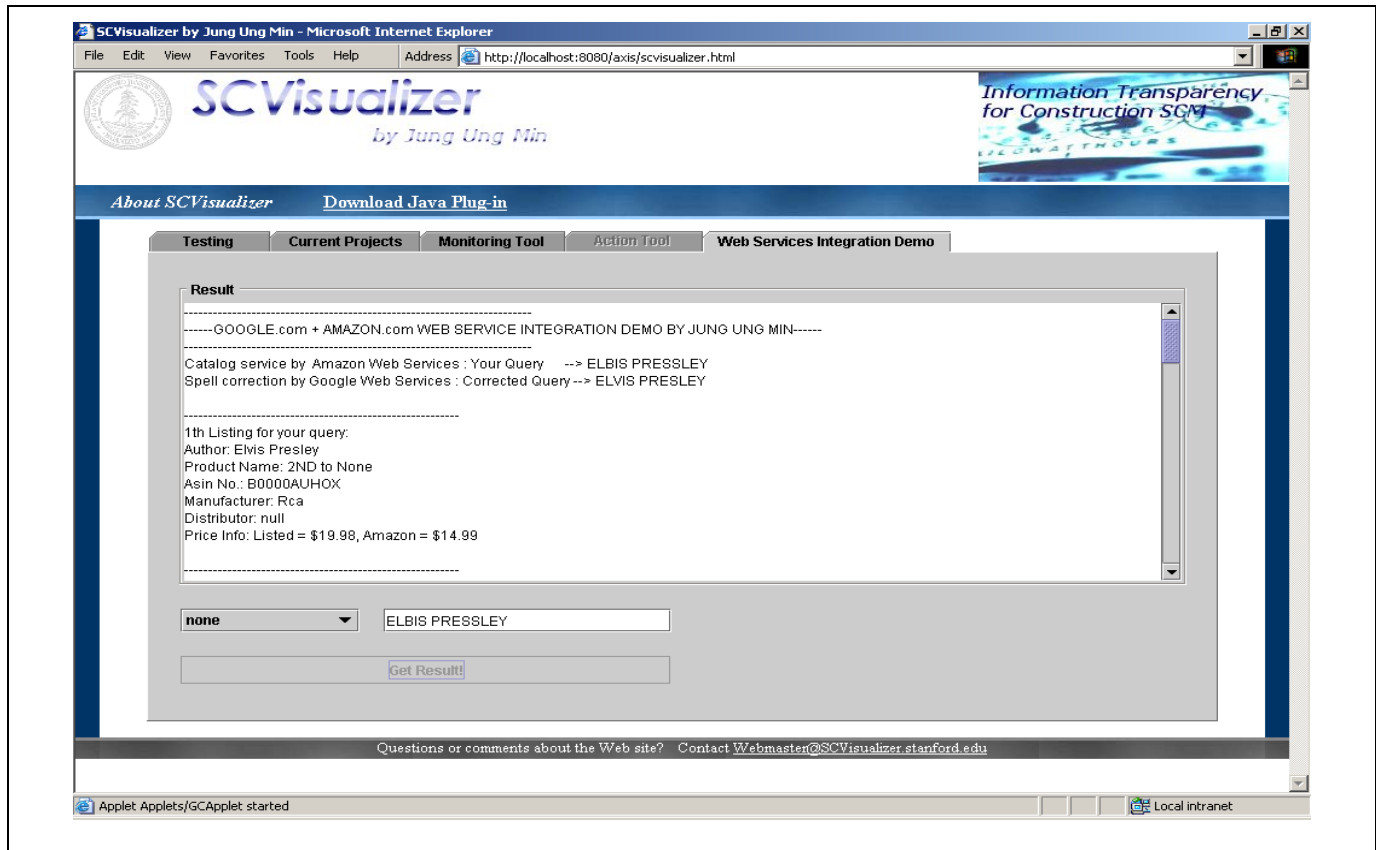 SCVisualizer by Jung Ung Min - Microsoft Internet Explorer
File Edit View Favorites Tools Help Address http://localhost:8080/axis/scvisualizer.html
SCVisualizer
by Jung Ung Min
Information Transparency
for Construction SCM
KILOWATTHOURS
About SCVisualizer Download Java Plug-in
Testing Current Projects Monitoring Tool Action Tool Web Services Integration Demo
Result
------------------------------------------------------------------------
------GOOGLE.com + AMAZON.com WEB SERVICE INTEGRATION DEMO BY JUNG UNG MIN------
------------------------------------------------------------------------
Catalog service by Amazon Web Services : Your Query --> ELBIS PRESSLEY
Spell correction by Google Web Services : Corrected Query --> ELVIS PRESLEY
---------------------------------------------------------
1th Listing for your query:
Author: Elvis Presley
Product Name: 2ND to None
Asin No.: B0000AUHOX
Manufacturer: Rca
Distributor: null
Price Info: Listed = $19.98, Amazon = $14.99
---------------------------------------------------------
none ELBIS PRESSLEY
Get Result!
Questions or comments about the Web site? Contact Webmaster@SCVisualizer.stanford.edu
Applet Applets/GCApplet started Local intranet